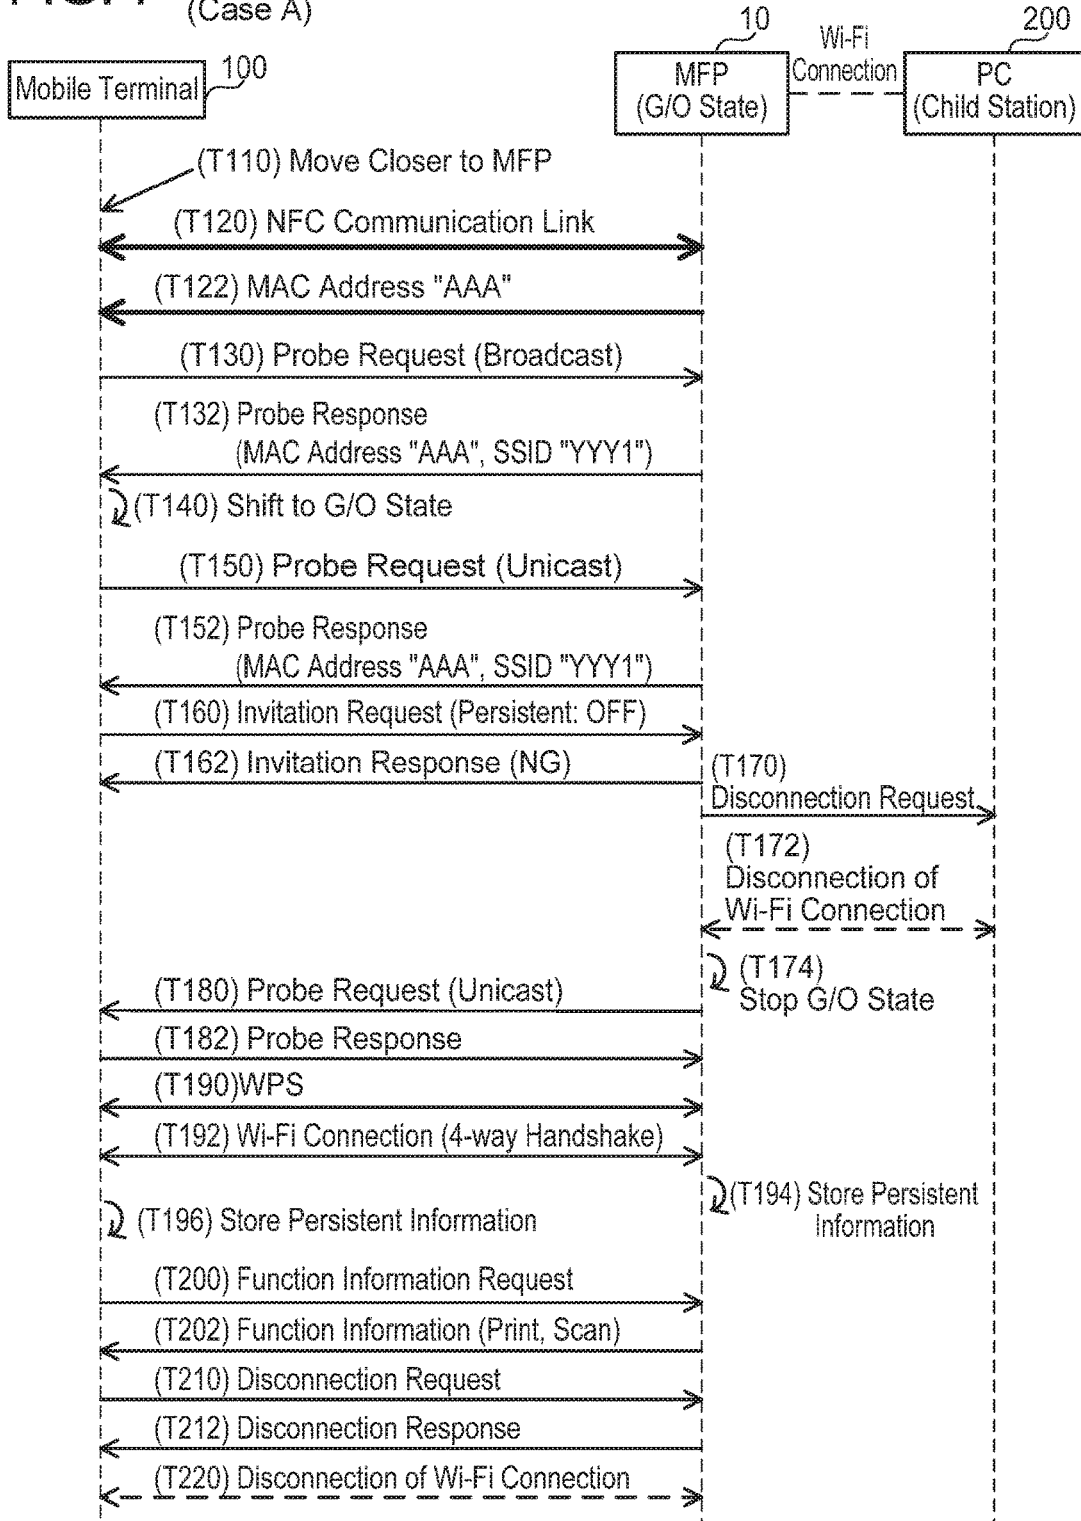 (Case A)
10
200
Wi-Fi
Connection
100
Mobile Terminal
MFP
(G/O State)
PC
(Child Station)
(T110) Move Closer to MFP
(T120) NFC Communication Link
(T122) MAC Address "AAA"
(T130) Probe Request (Broadcast)
(T132) Probe Response
(MAC Address "AAA", SSID "YYY1")
(T140) Shift to G/O State
(T150) Probe Request (Unicast)
(T152) Probe Response
(MAC Address "AAA", SSID "YYY1")
(T160) Invitation Request (Persistent: OFF)
(T162) Invitation Response (NG)
(T170)
Disconnection Request
(T172)
Disconnection of
Wi-Fi Connection
(T174)
Stop G/O State
(T180) Probe Request (Unicast)
(T182) Probe Response
(T190)WPS
(T192) Wi-Fi Connection (4-way Handshake)
(T194) Store Persistent
Information
(T196) Store Persistent Information
(T200) Function Information Request
(T202) Function Information (Print, Scan)
(T210) Disconnection Request
(T212) Disconnection Response
(T220) Disconnection of Wi-Fi Connection